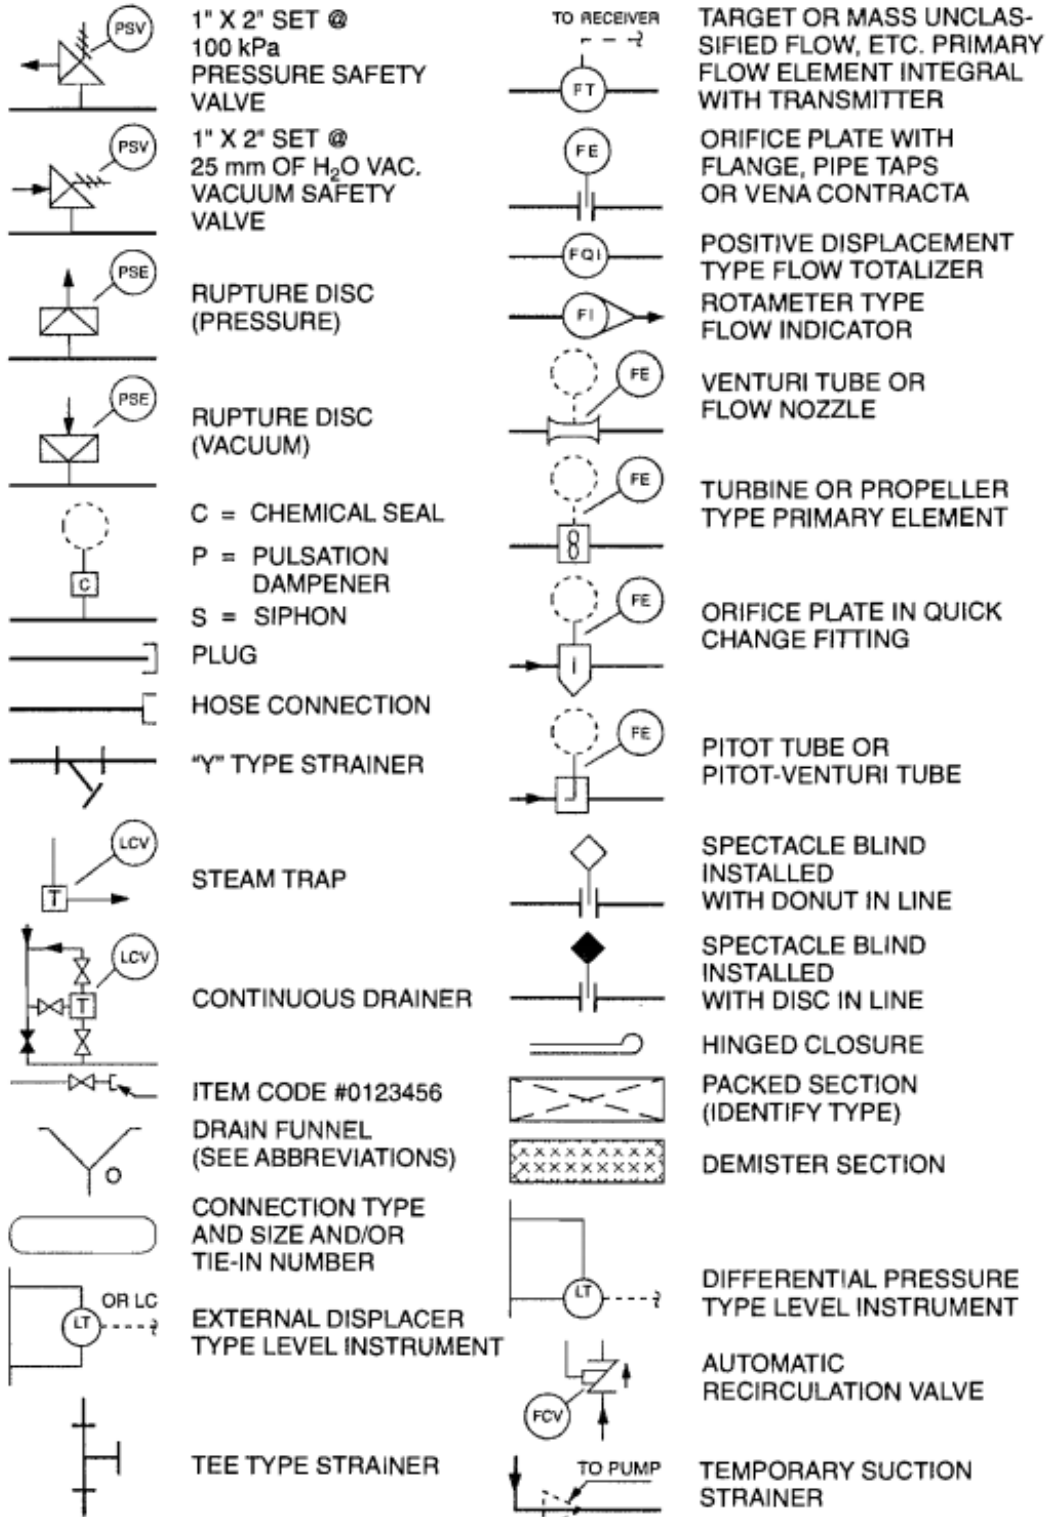 PSV
1" X 2" SET @
100 kPa
PRESSURE SAFETY
VALVE
PSV
1" X 2" SET @
25 mm OF H₂O VAC.
VACUUM SAFETY
VALVE
PSE
RUPTURE DISC
(PRESSURE)
PSE
RUPTURE DISC
(VACUUM)
C
C = CHEMICAL SEAL
P = PULSATION
DAMPENER
S = SIPHON
PLUG
HOSE CONNECTION
"Y" TYPE STRAINER
LCV
T
STEAM TRAP
LCV
T
CONTINUOUS DRAINER
ITEM CODE #0123456
DRAIN FUNNEL
(SEE ABBREVIATIONS)
O
CONNECTION TYPE
AND SIZE AND/OR
TIE-IN NUMBER
OR LC
LT
EXTERNAL DISPLACER
TYPE LEVEL INSTRUMENT
TEE TYPE STRAINER
TO RECEIVER
FT
TARGET OR MASS UNCLAS-
SIFIED FLOW, ETC. PRIMARY
FLOW ELEMENT INTEGRAL
WITH TRANSMITTER
FE
ORIFICE PLATE WITH
FLANGE, PIPE TAPS
OR VENA CONTRACTA
FQI
POSITIVE DISPLACEMENT
TYPE FLOW TOTALIZER
FI
ROTAMETER TYPE
FLOW INDICATOR
FE
VENTURI TUBE OR
FLOW NOZZLE
FE
TURBINE OR PROPELLER
TYPE PRIMARY ELEMENT
FE
ORIFICE PLATE IN QUICK
CHANGE FITTING
FE
PITOT TUBE OR
PITOT-VENTURI TUBE
SPECTACLE BLIND
INSTALLED
WITH DONUT IN LINE
SPECTACLE BLIND
INSTALLED
WITH DISC IN LINE
HINGED CLOSURE
PACKED SECTION
(IDENTIFY TYPE)
DEMISTER SECTION
LT
DIFFERENTIAL PRESSURE
TYPE LEVEL INSTRUMENT
FCV
AUTOMATIC
RECIRCULATION VALVE
TO PUMP
TEMPORARY SUCTION
STRAINER